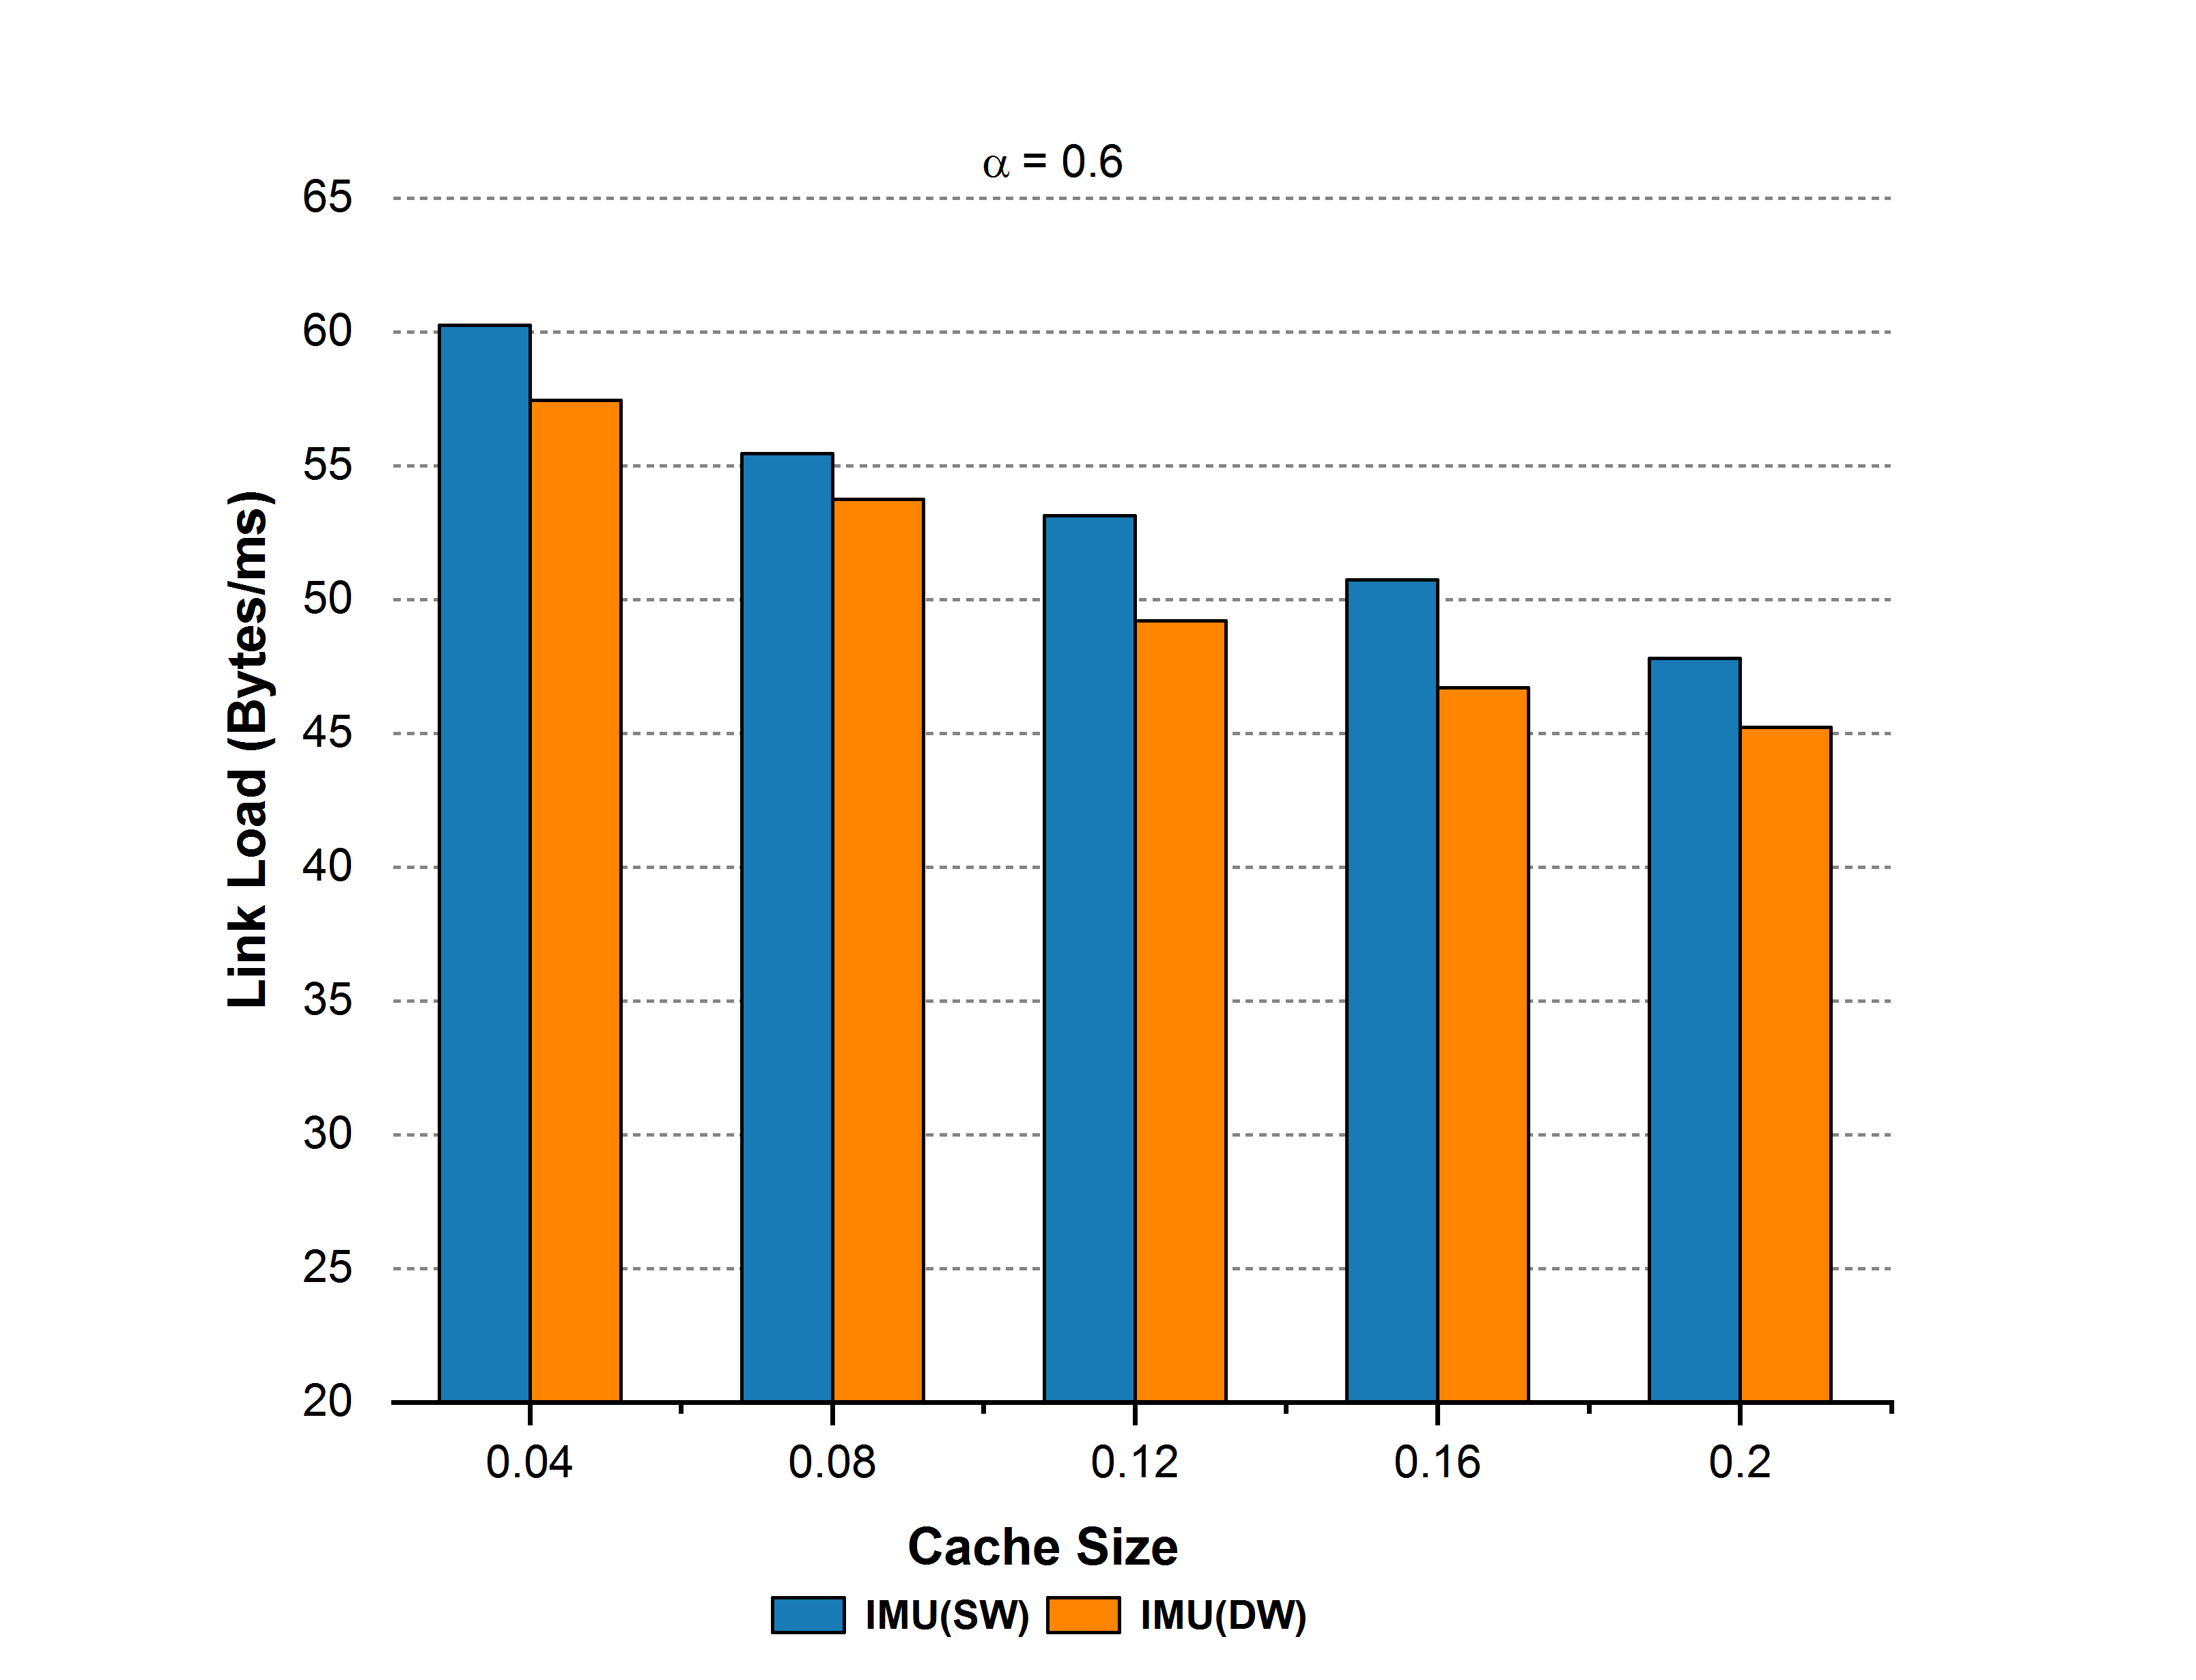 α = 0.6
65
60
55
50
45
40
35
30
25
20
Link Load (Bytes/ms)
0.04 0.08 0.12 0.16 0.2
Cache Size
IMU(SW) IMU(DW)